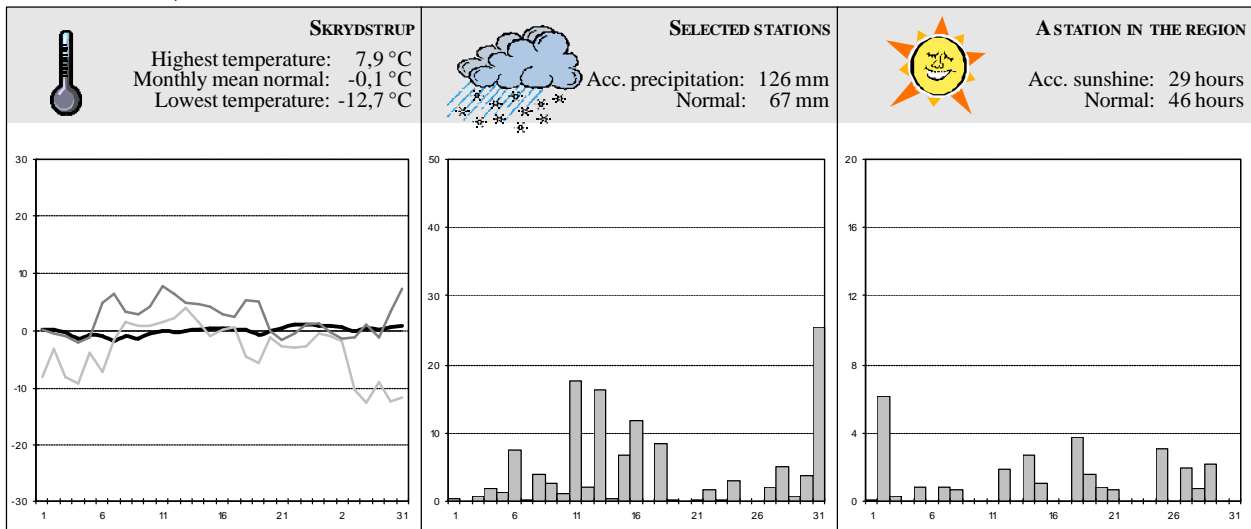 SKRYDSTRUP
Highest temperature: 7,9 °C
Monthly mean normal: -0,1 °C
Lowest temperature: -12,7 °C
SELECTED STATIONS
Acc. precipitation: 126 mm
Normal: 67 mm
A STATION IN THE REGION
Acc. sunshine: 29 hours
Normal: 46 hours
30
20
10
0
-10
-20
-30
1 6 11 16 21 2 31
50
40
30
20
10
0
1 6 11 16 21 26 31
20
16
12
8
4
0
1 6 11 16 21 26 31